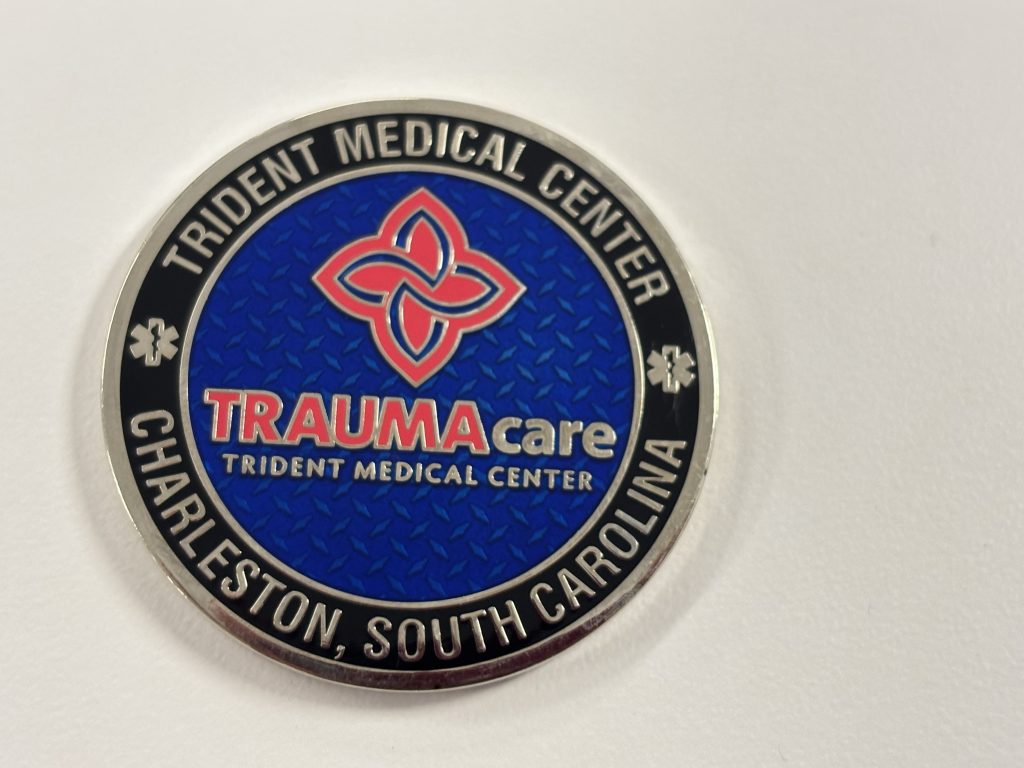 TRIDENT MEDICAL CENTER
TRAUMAcare
TRIDENT MEDICAL CENTER
CHARLESTON, SOUTH CAROLINA